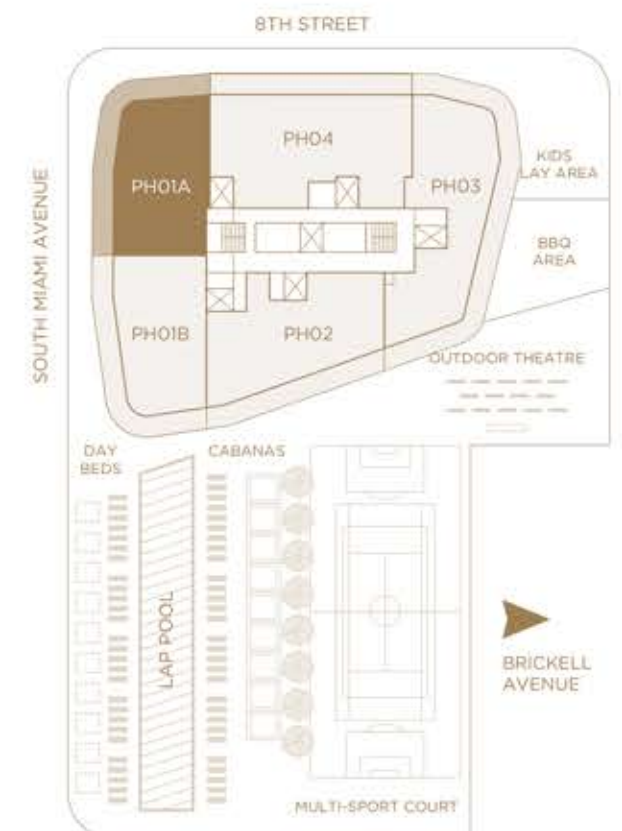 8TH STREET
SOUTH MIAMI AVENUE
PH01A
PH04
PH03
KIDS
LAY AREA
BBQ
AREA
PH01B
PH02
OUTDOOR THEATRE
DAY
BEDS
CABANAS
LAP POOL
BRICKELL
AVENUE
MULTI-SPORT COURT